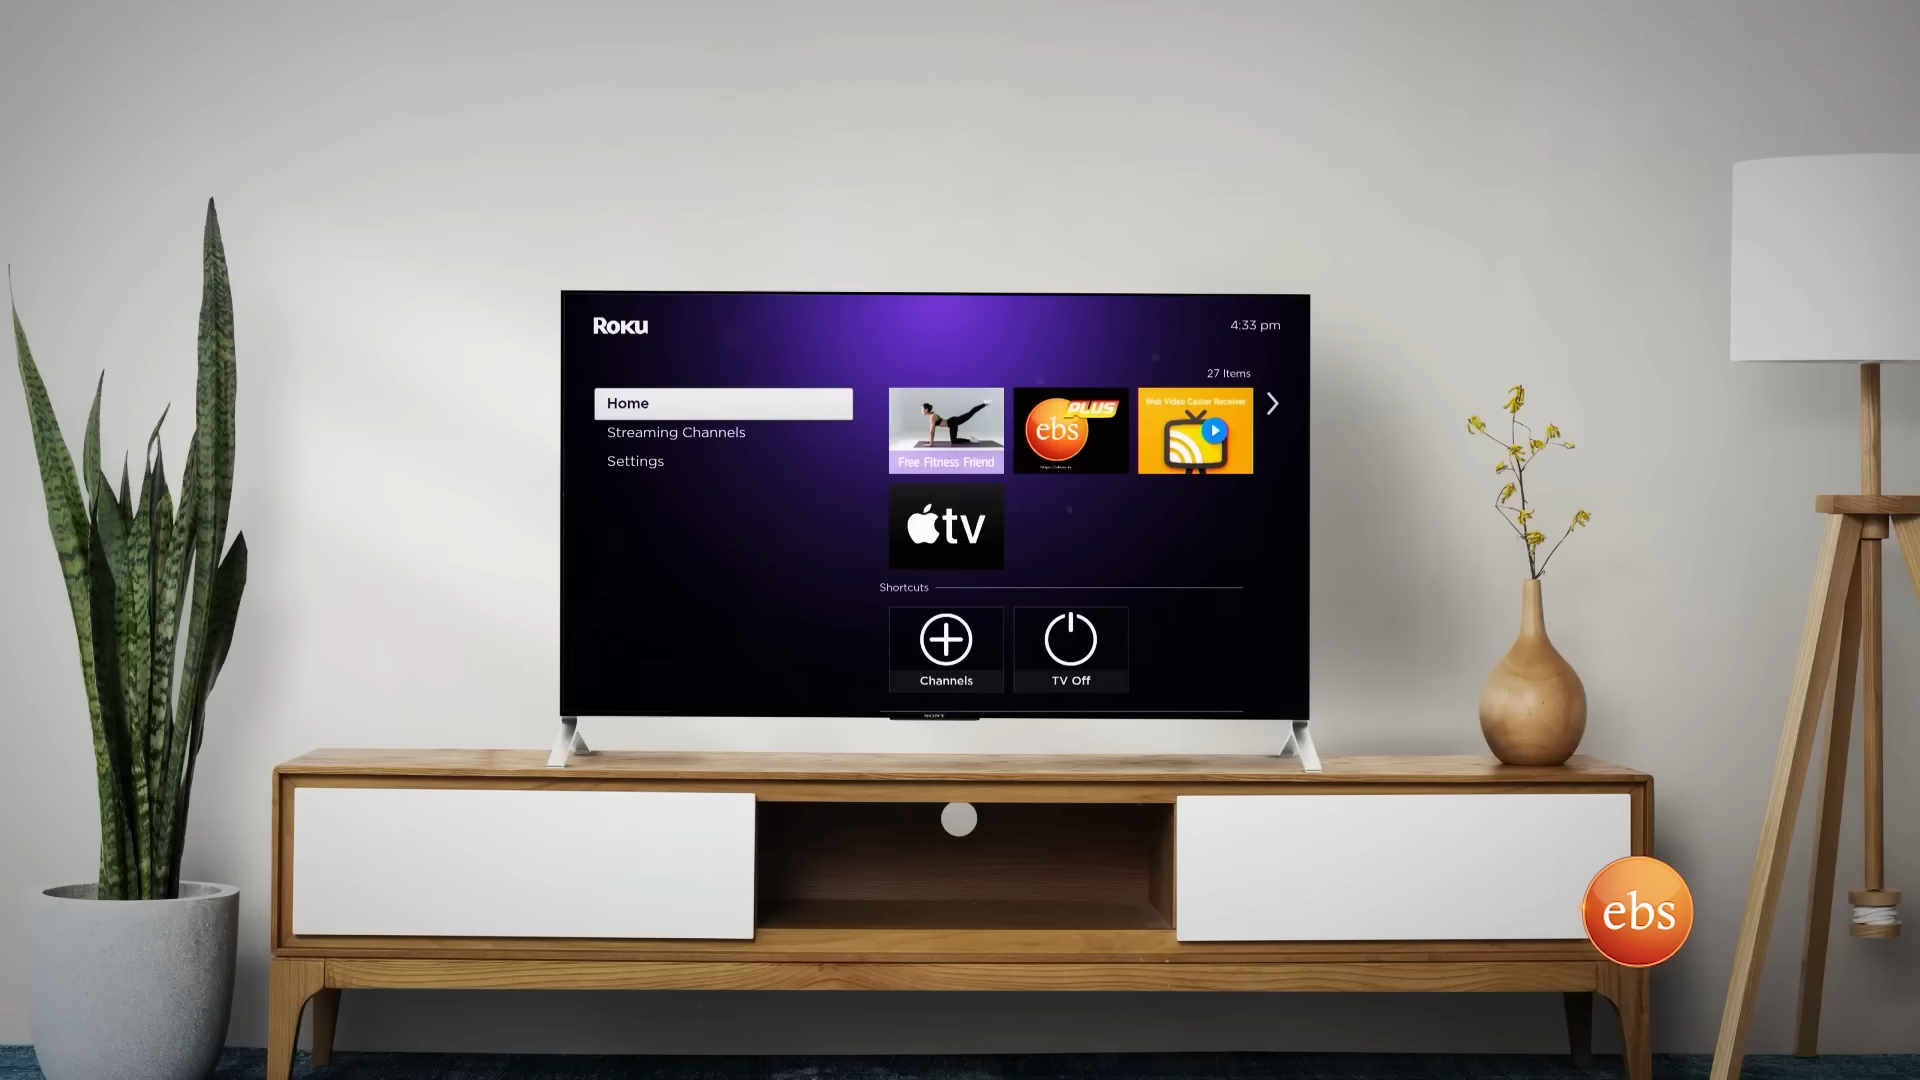 Roku
4:33 pm
27 Items
Home
Streaming Channels
Settings
Free Fitness Friend
PLUS
ebs
Web Video Caster Receiver
tv
Shortcuts
Channels
TV Off
SONY
ebs